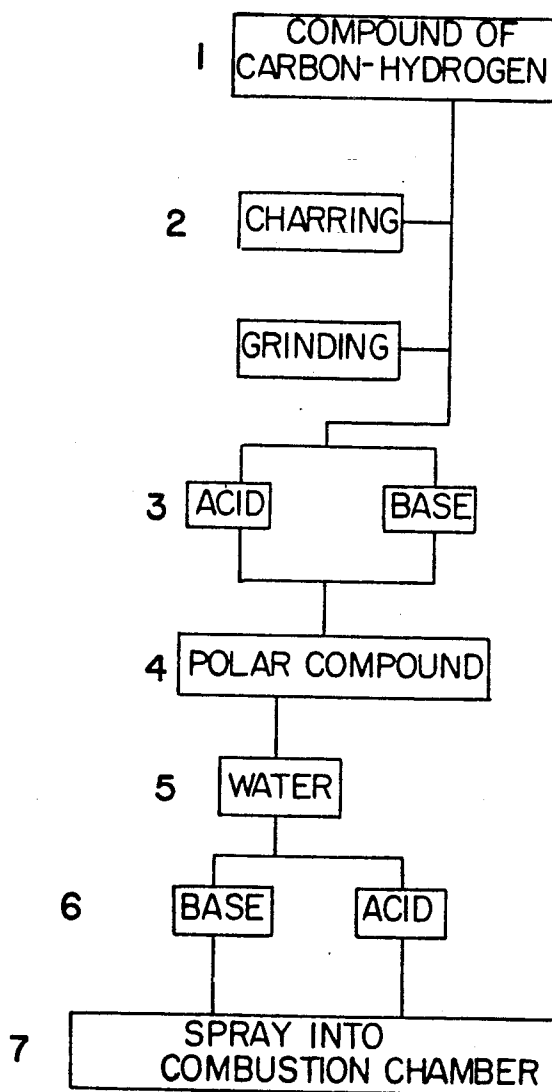 1 COMPOUND OF
CARBON-HYDROGEN
2 CHARRING
GRINDING
3 ACID BASE
4 POLAR COMPOUND
5 WATER
6 BASE ACID
7 SPRAY INTO
COMBUSTION CHAMBER